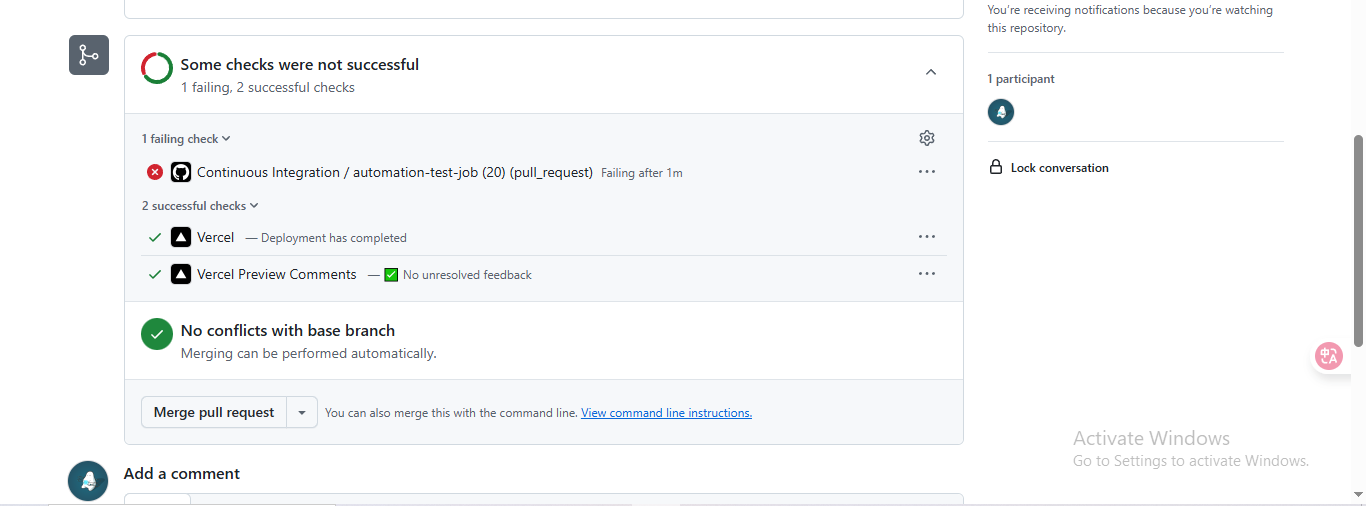 You're receiving notifications because you're watching
this repository.
Some checks were not successful
1 failing, 2 successful checks
1 participant
1 failing check
Continuous Integration / automation-test-job (20) (pull_request) Failing after 1m
Lock conversation
2 successful checks
Vercel — Deployment has completed
Vercel Preview Comments — ✅ No unresolved feedback
No conflicts with base branch
Merging can be performed automatically.
中A
Merge pull request You can also merge this with the command line. View command line instructions.
Activate Windows
Go to Settings to activate Windows.
Add a comment